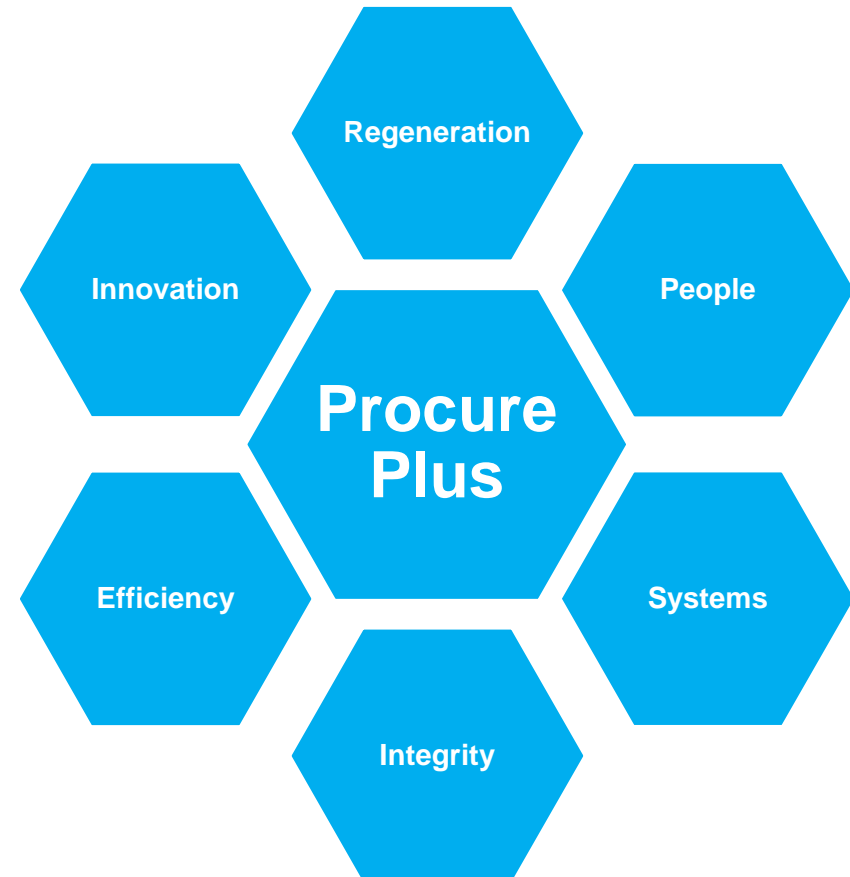 Regeneration
Innovation
People
Procure
Plus
Efficiency
Systems
Integrity